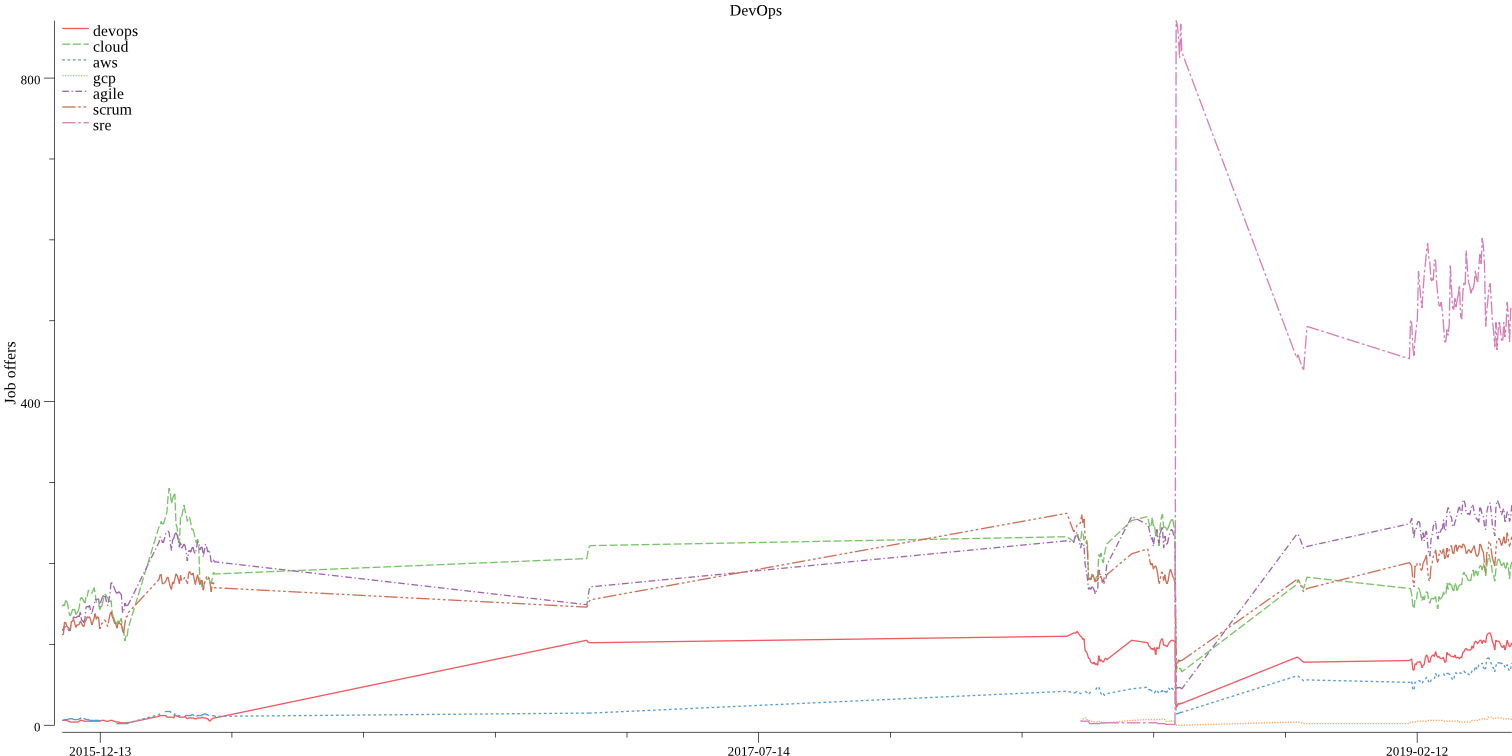 DevOps
devops
cloud
aws
gcp
agile
scrum
sre
800
400
0
Job offers
2015-12-13
2017-07-14
2019-02-12